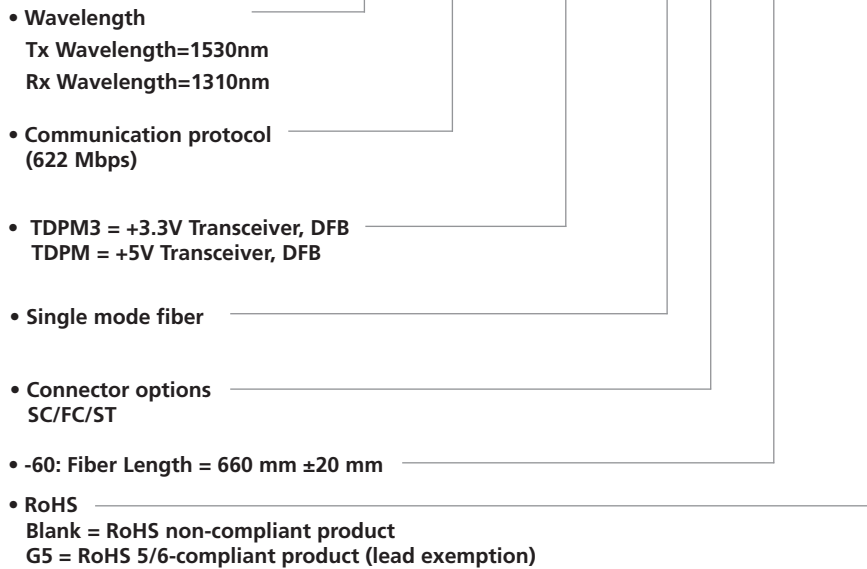 • Wavelength
Tx Wavelength=1530nm
Rx Wavelength=1310nm
• Communication protocol
(622 Mbps)
• TDPM3 = +3.3V Transceiver, DFB
TDPM = +5V Transceiver, DFB
• Single mode fiber
• Connector options
SC/FC/ST
• -60: Fiber Length = 660 mm ±20 mm
• RoHS
Blank = RoHS non-compliant product
G5 = RoHS 5/6-compliant product (lead exemption)